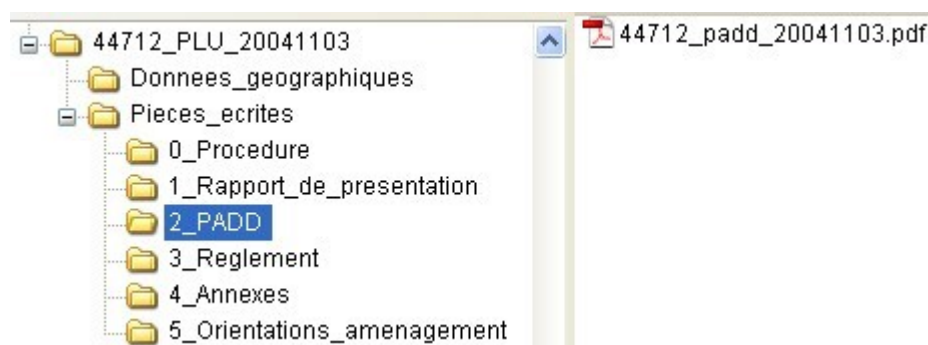 44712_PLU_20041103
Donnees_geographiques
Pieces_ecrites
0_Procedure
1_Rapport_de_presentation
2_PADD
3_Reglement
4_Annexes
5_Orientations_amenagement
44712_padd_20041103.pdf